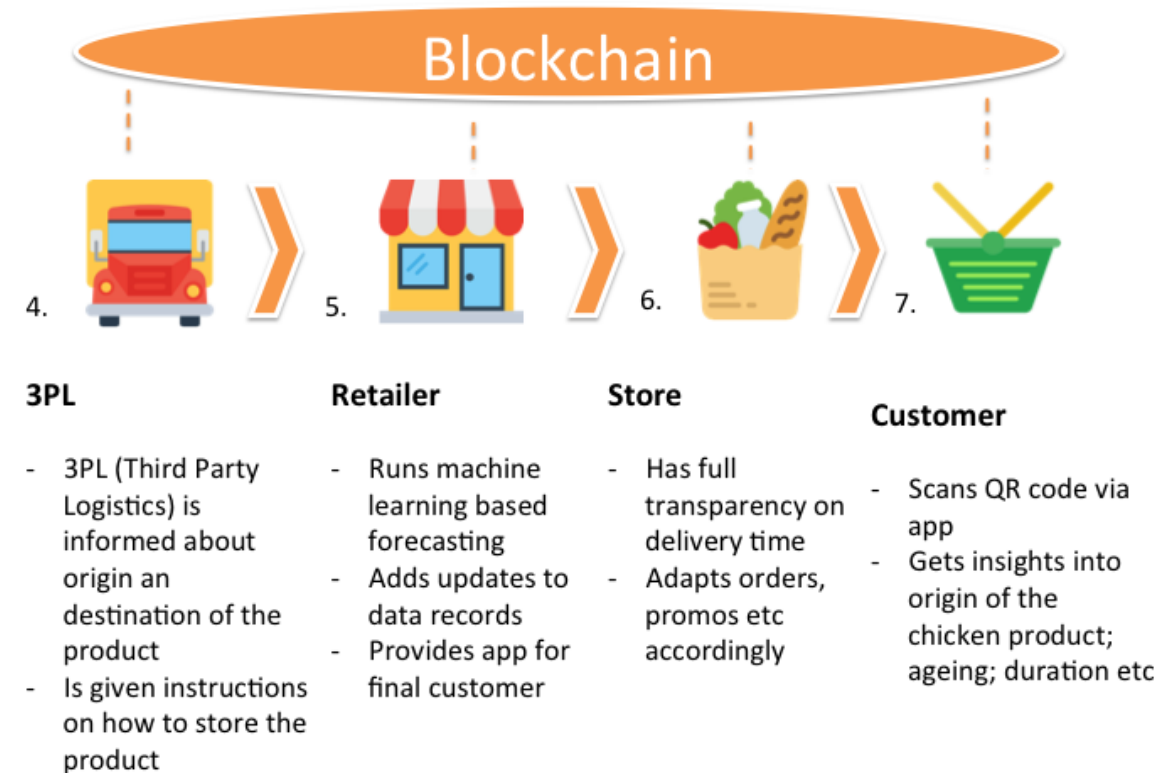 Blockchain
4.
5.
6.
7.
3PL
- 3PL (Third Party
Logistics) is
informed about
origin an
destination of the
product
- Is given instructions
on how to store the
product
Retailer
- Runs machine
learning based
forecasting
- Adds updates to
data records
- Provides app for
final customer
Store
- Has full
transparency on
delivery time
- Adapts orders,
promos etc
accordingly
Customer
- Scans QR code via
app
- Gets insights into
origin of the
chicken product;
ageing; duration etc